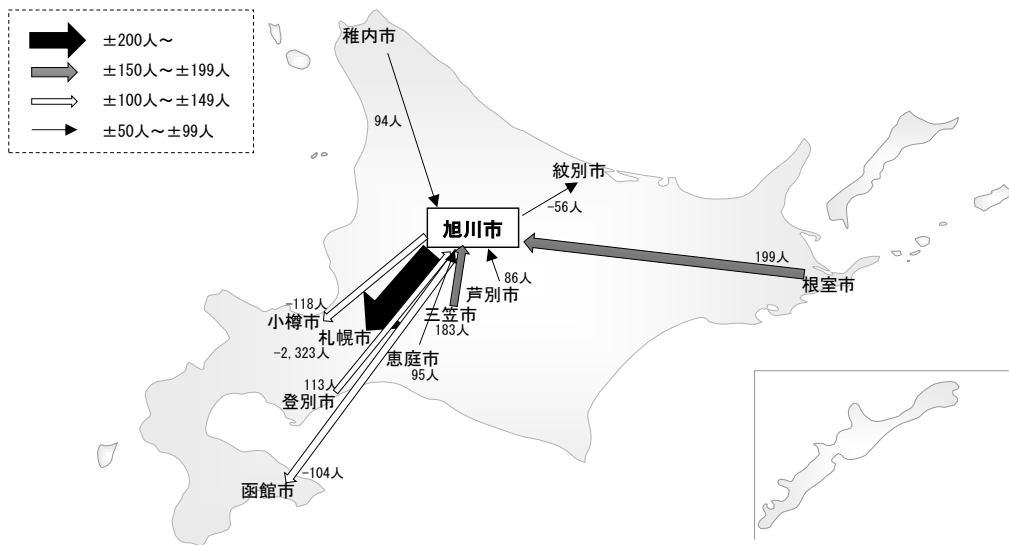 ±200人～
±150人～±199人
±100人～±149人
±50人～±99人
稚内市
94人
紋別市
-56人
旭川市
199人
根室市
86人
芦別市
-118人
小樽市
札幌市
-2,323人
三笠市
183人
恵庭市
95人
113人
登別市
-104人
函館市